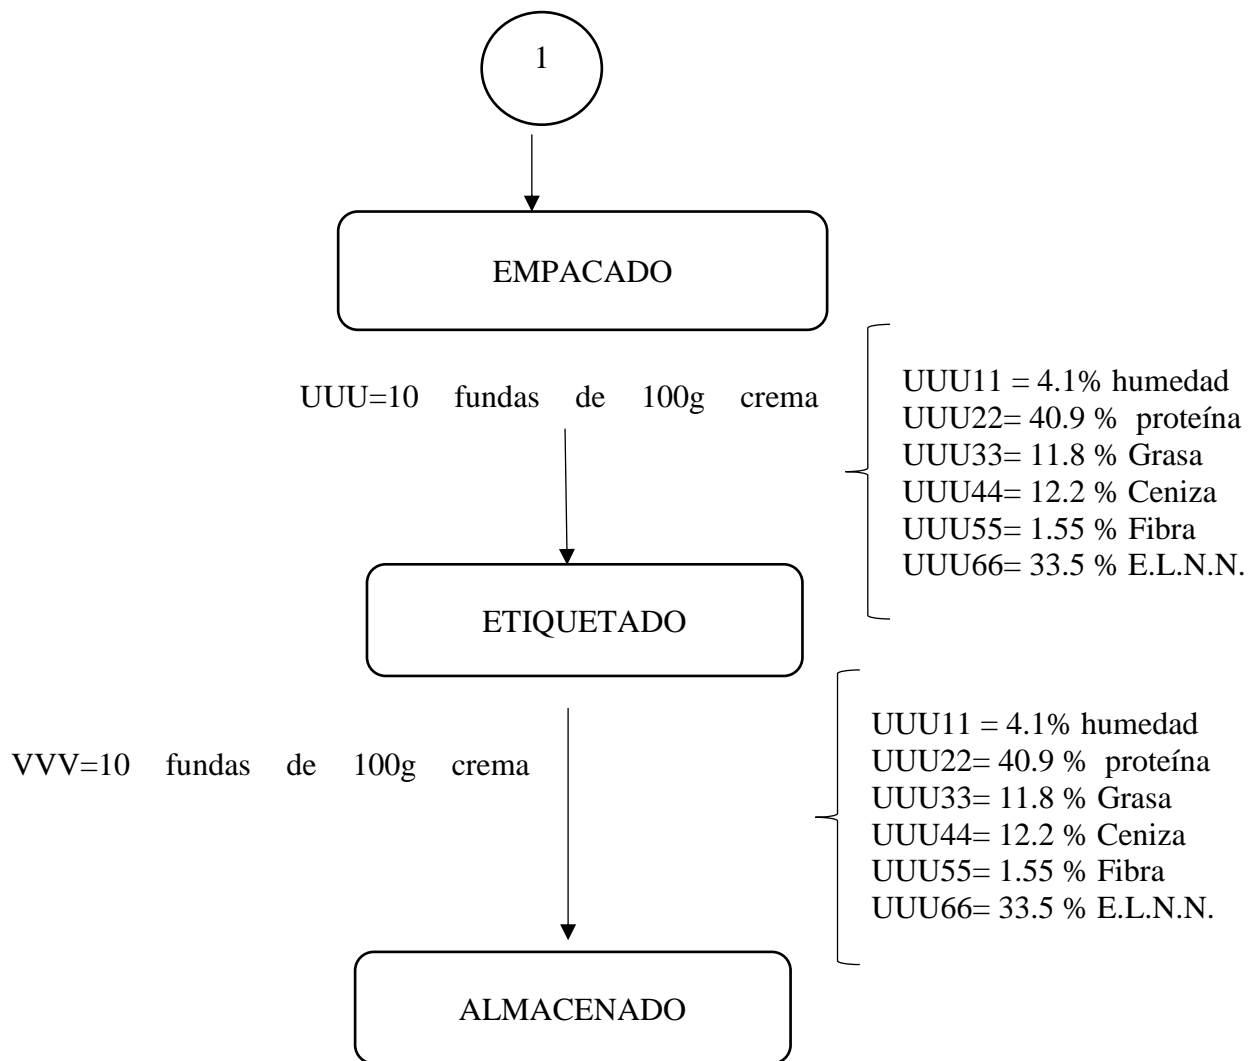 1
EMPACADO
UUU=10 fundas de 100g crema
UUU11 = 4.1% humedad
UUU22= 40.9 % proteína
UUU33= 11.8 % Grasa
UUU44= 12.2 % Ceniza
UUU55= 1.55 % Fibra
UUU66= 33.5 % E.L.N.N.
ETIQUETADO
VVV=10 fundas de 100g crema
UUU11 = 4.1% humedad
UUU22= 40.9 % proteína
UUU33= 11.8 % Grasa
UUU44= 12.2 % Ceniza
UUU55= 1.55 % Fibra
UUU66= 33.5 % E.L.N.N.
ALMACENADO